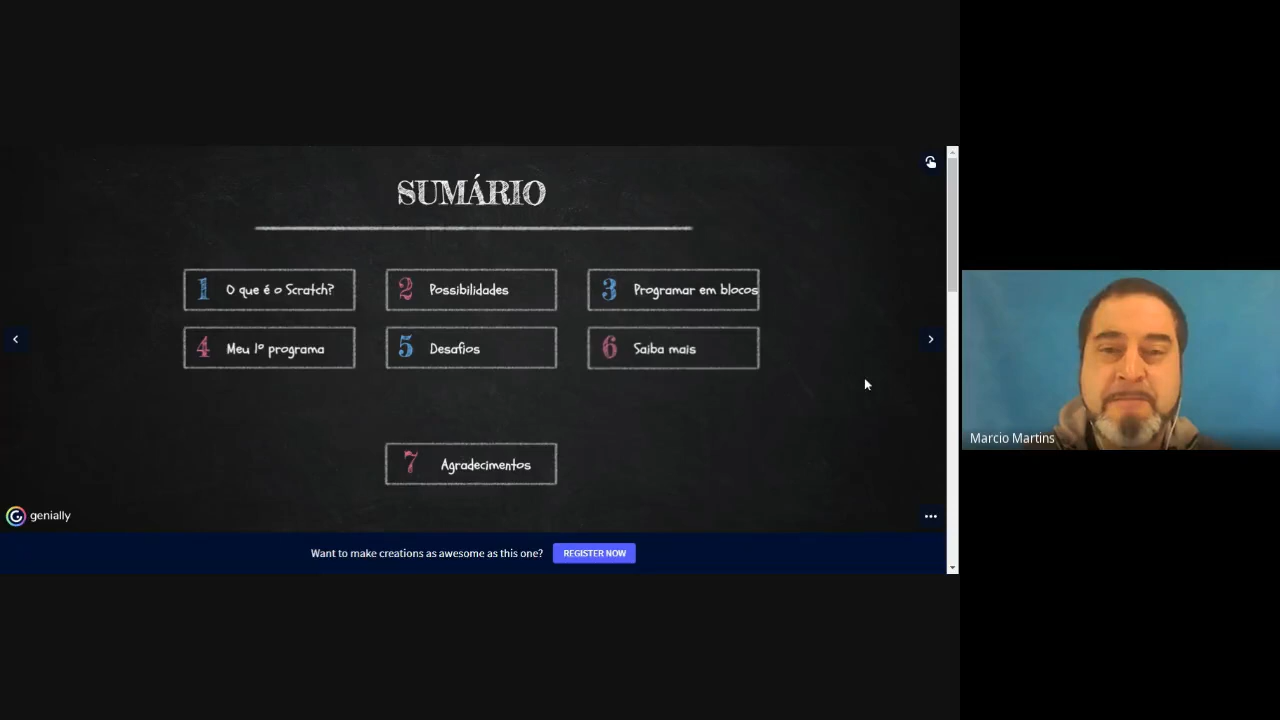 SUMÁRIO
1 O que é o Scratch?
2 Possibilidades
3 Programar em blocos
4 Meu 1º programa
5 Desafios
6 Saiba mais
7 Agradecimentos
genially
Want to make creations as awesome as this one? REGISTER NOW
Marcio Martins